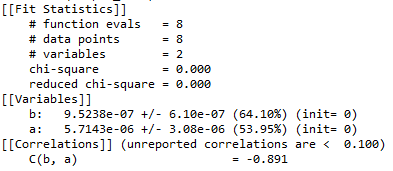 [[Fit Statistics]]
# function evals = 8
# data points = 8
# variables = 2
chi-square = 0.000
reduced chi-square = 0.000
[[Variables]]
b: 9.5238e-07 +/- 6.10e-07 (64.10%) (init= 0)
a: 5.7143e-06 +/- 3.08e-06 (53.95%) (init= 0)
[[Correlations]] (unreported correlations are < 0.100)
C(b, a) = -0.891